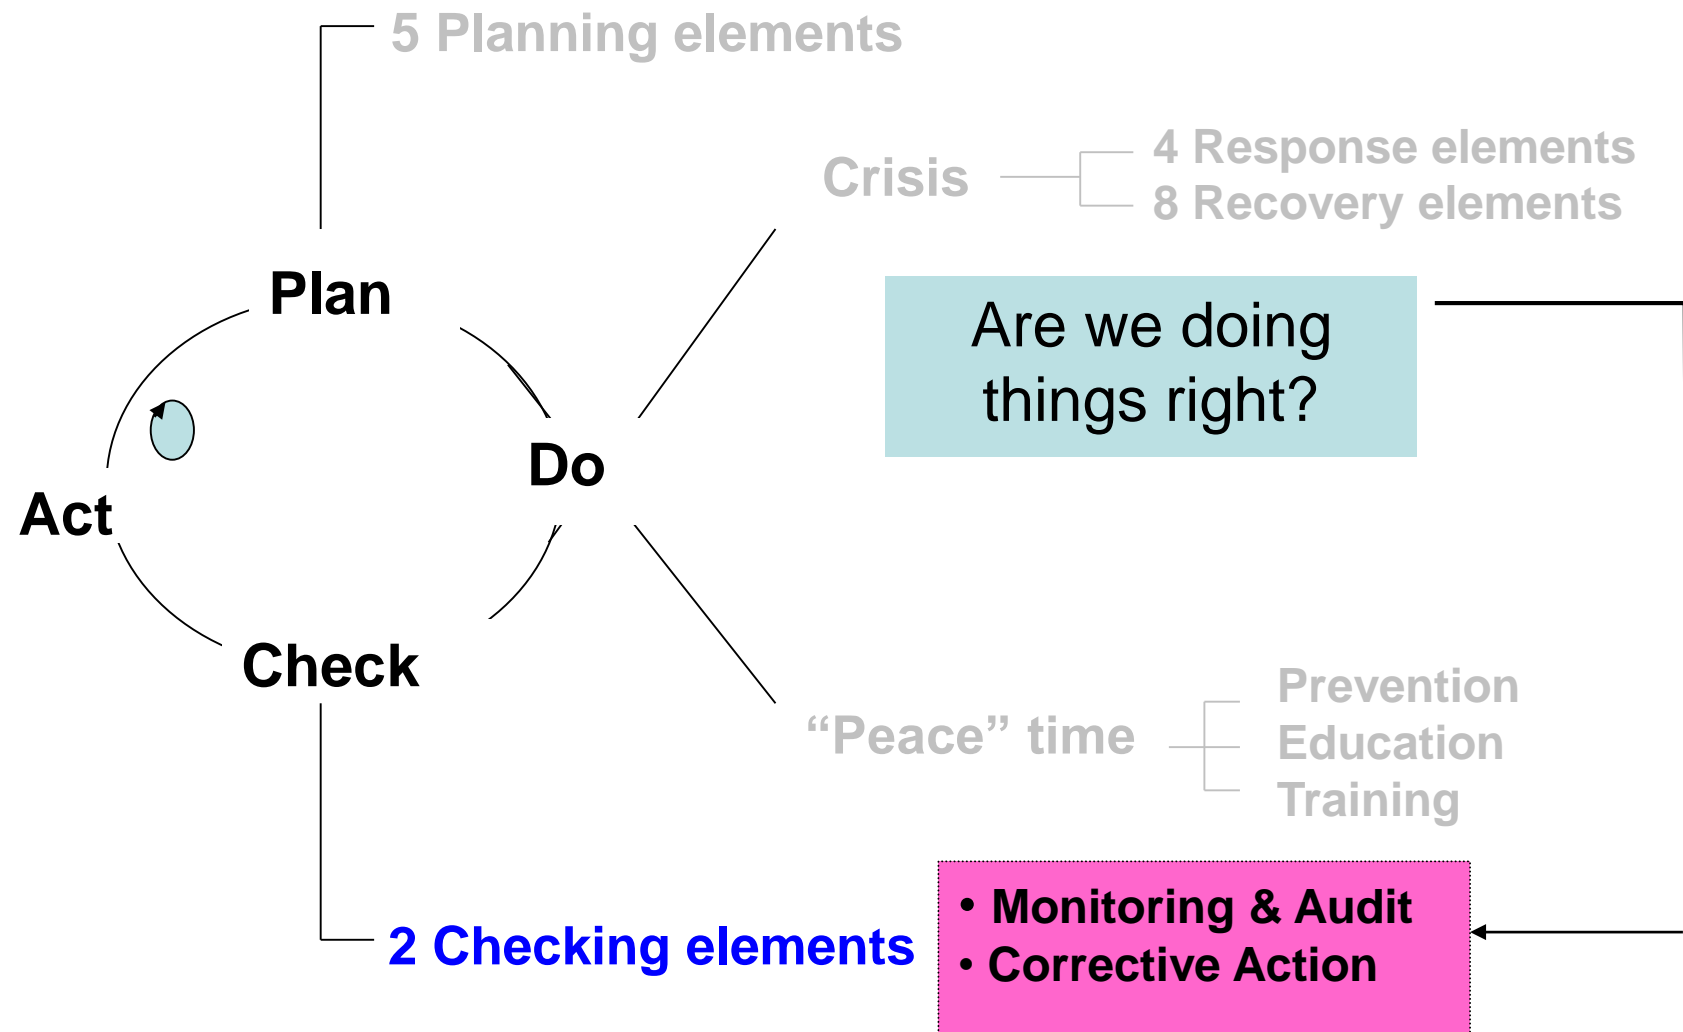 5 Planning elements
Crisis
4 Response elements
8 Recovery elements
Plan
Are we doing
things right?
Do
Act
Check
“Peace” time
Prevention
Education
Training
2 Checking elements
• Monitoring & Audit
• Corrective Action